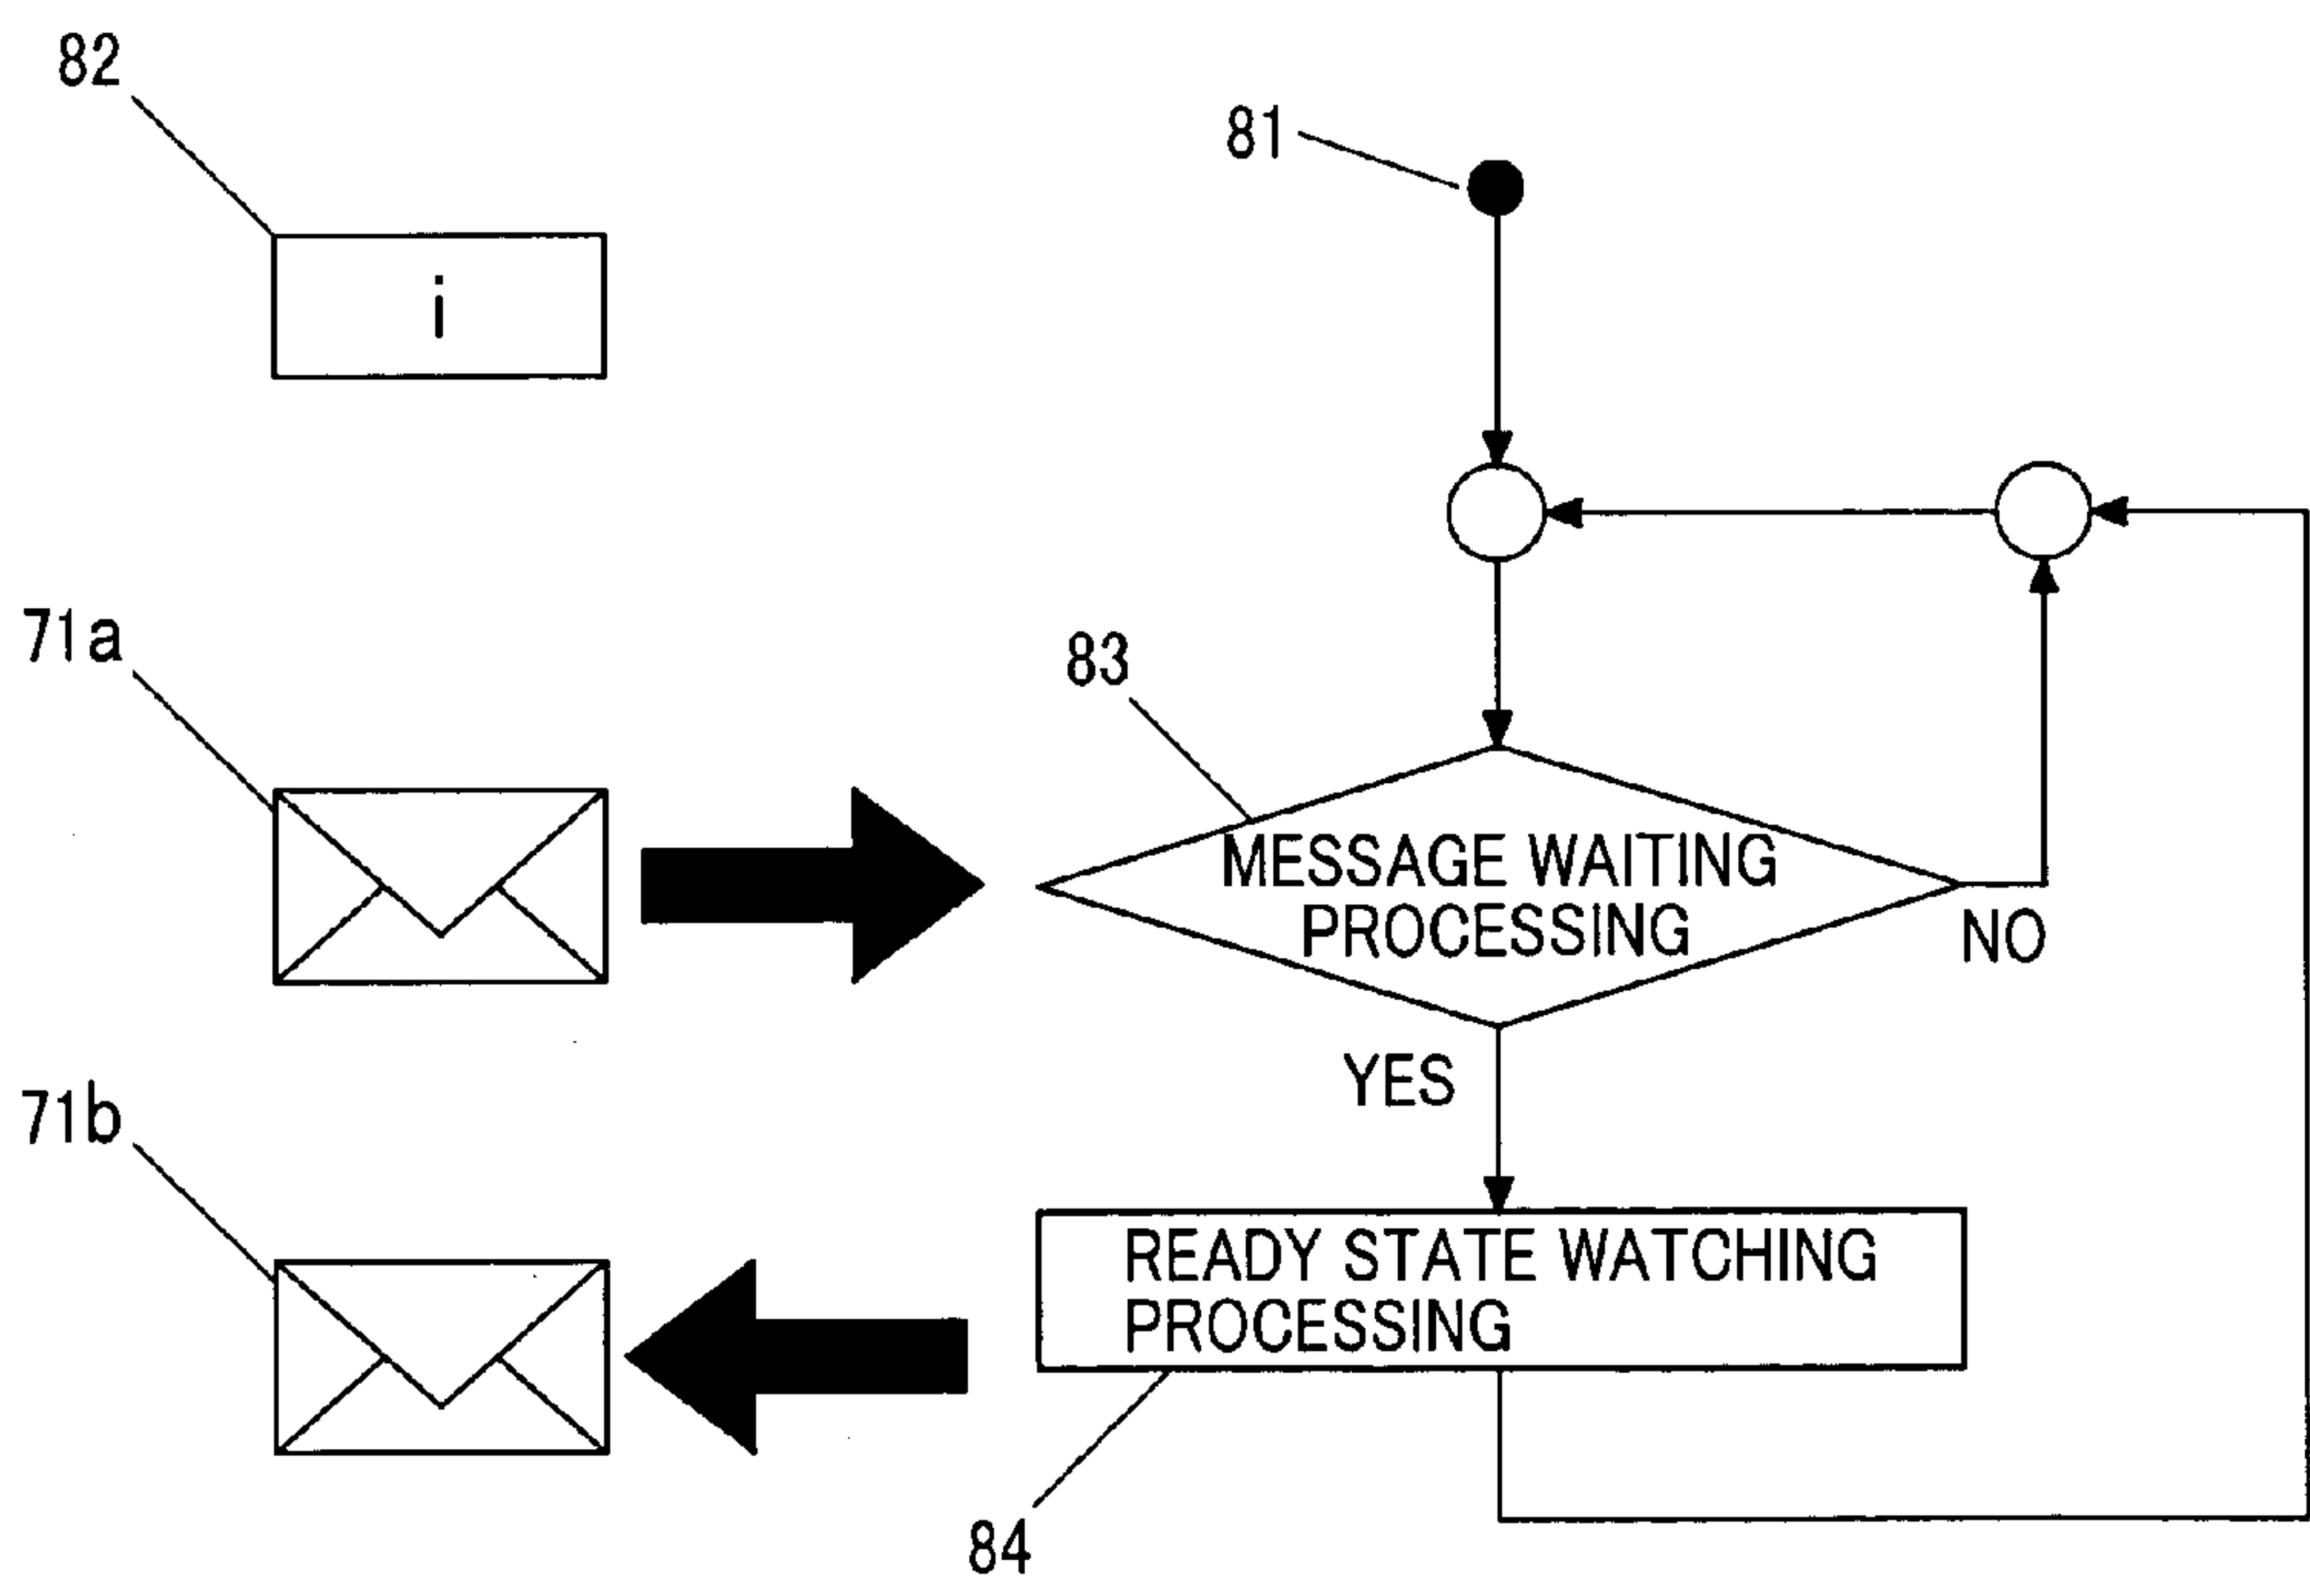 82
81
i
71a
83
MESSAGE WAITING
PROCESSING
NO
YES
71b
READY STATE WATCHING
PROCESSING
84